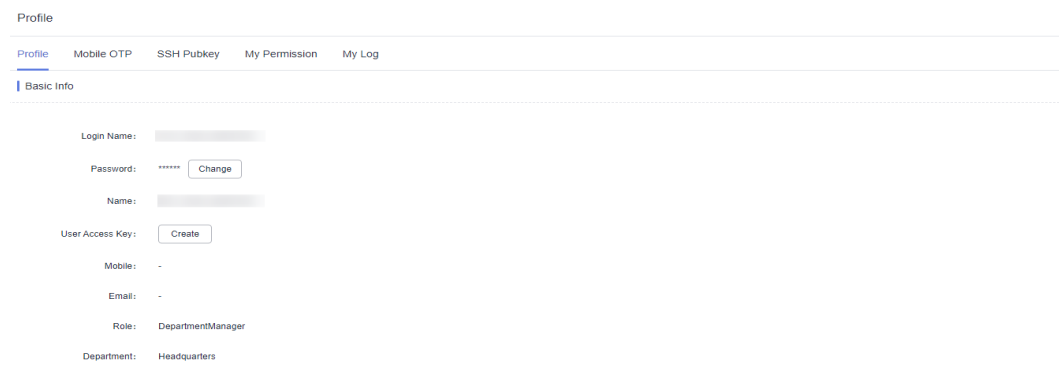 Profile
Profile Mobile OTP SSH Pubkey My Permission My Log
Basic Info
Login Name:
Password: ****** Change
Name:
User Access Key: Create
Mobile: -
Email: -
Role: DepartmentManager
Department: Headquarters